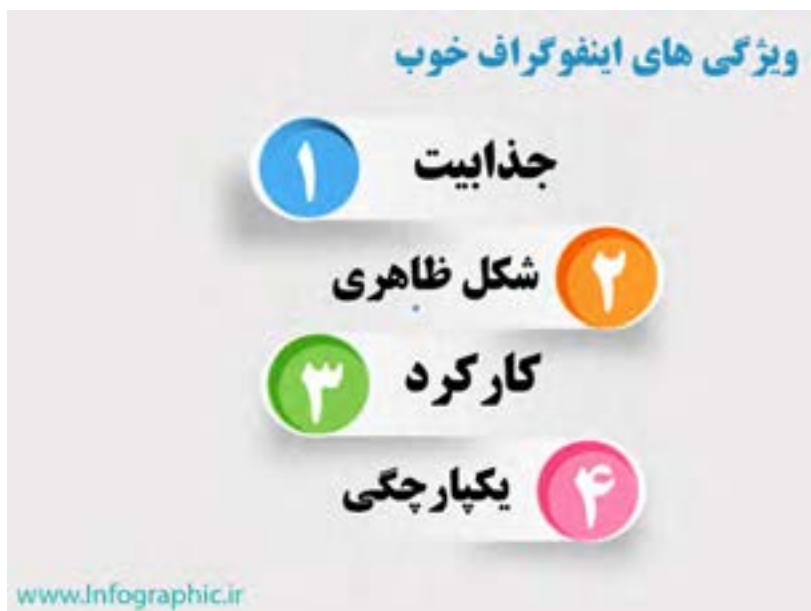 ویژگی های اینفوگراف خوب
۱ جذابیت
۲ شکل ظاهری
۳ کارکرد
۴ یکپارچگی
www.Infographic.ir